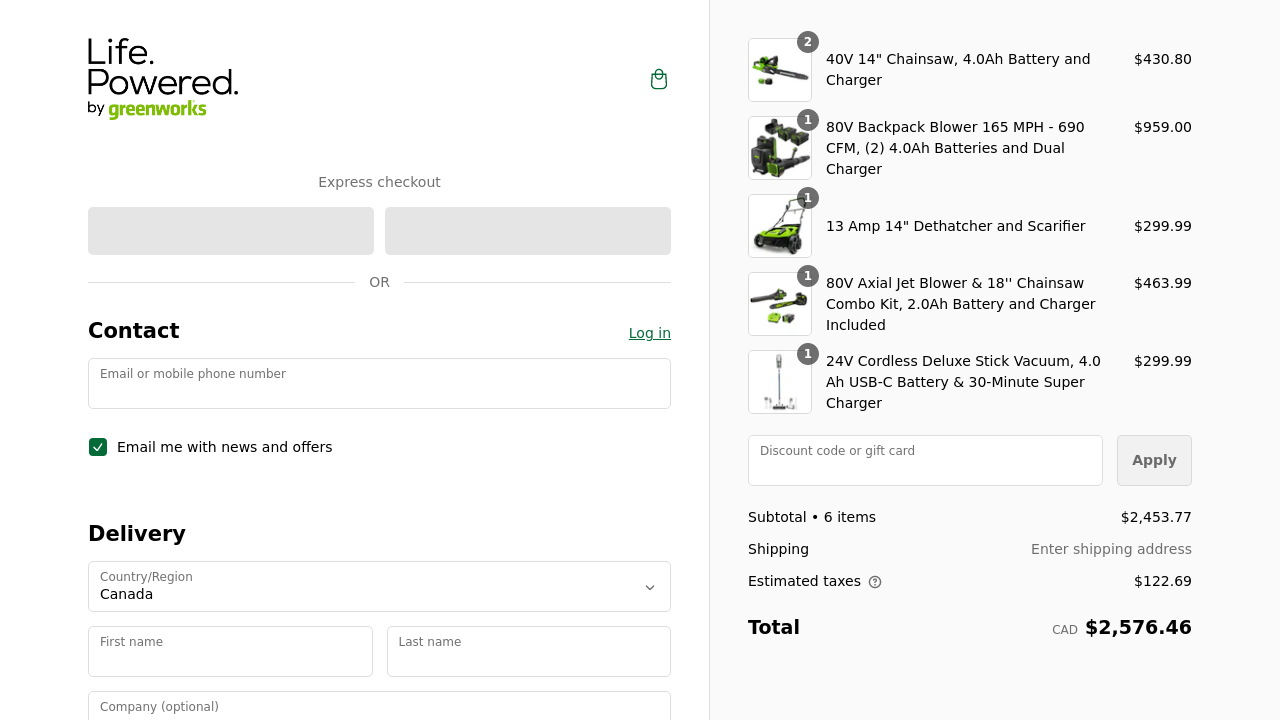 Life.
Powered.
by greenworks
Express checkout
OR
Contact
Log in
Email or mobile phone number
Email me with news and offers
Delivery
Country/Region
Canada
First name
Last name
Company (optional)
2
40V 14" Chainsaw, 4.0Ah Battery and
Charger
$430.80
1
80V Backpack Blower 165 MPH - 690
CFM, (2) 4.0Ah Batteries and Dual
Charger
$959.00
1
13 Amp 14" Dethatcher and Scarifier
$299.99
1
80V Axial Jet Blower & 18'' Chainsaw
Combo Kit, 2.0Ah Battery and Charger
Included
$463.99
1
24V Cordless Deluxe Stick Vacuum, 4.0
Ah USB-C Battery & 30-Minute Super
Charger
$299.99
Discount code or gift card
Apply
Subtotal • 6 items
$2,453.77
Shipping
Enter shipping address
Estimated taxes
$122.69
Total
CAD $2,576.46